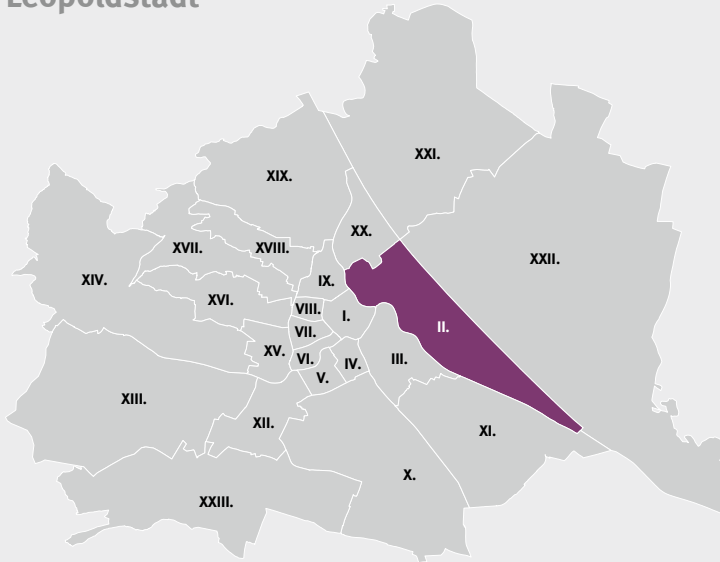 Leopoldstadt
XXI.
XIX.
XX.
XVII.
XVIII.
XXII.
XIV.
IX.
XVI.
VIII.
I.
II.
VII.
XV.
VI.
IV.
III.
V.
XIII.
XII.
XI.
X.
XXIII.